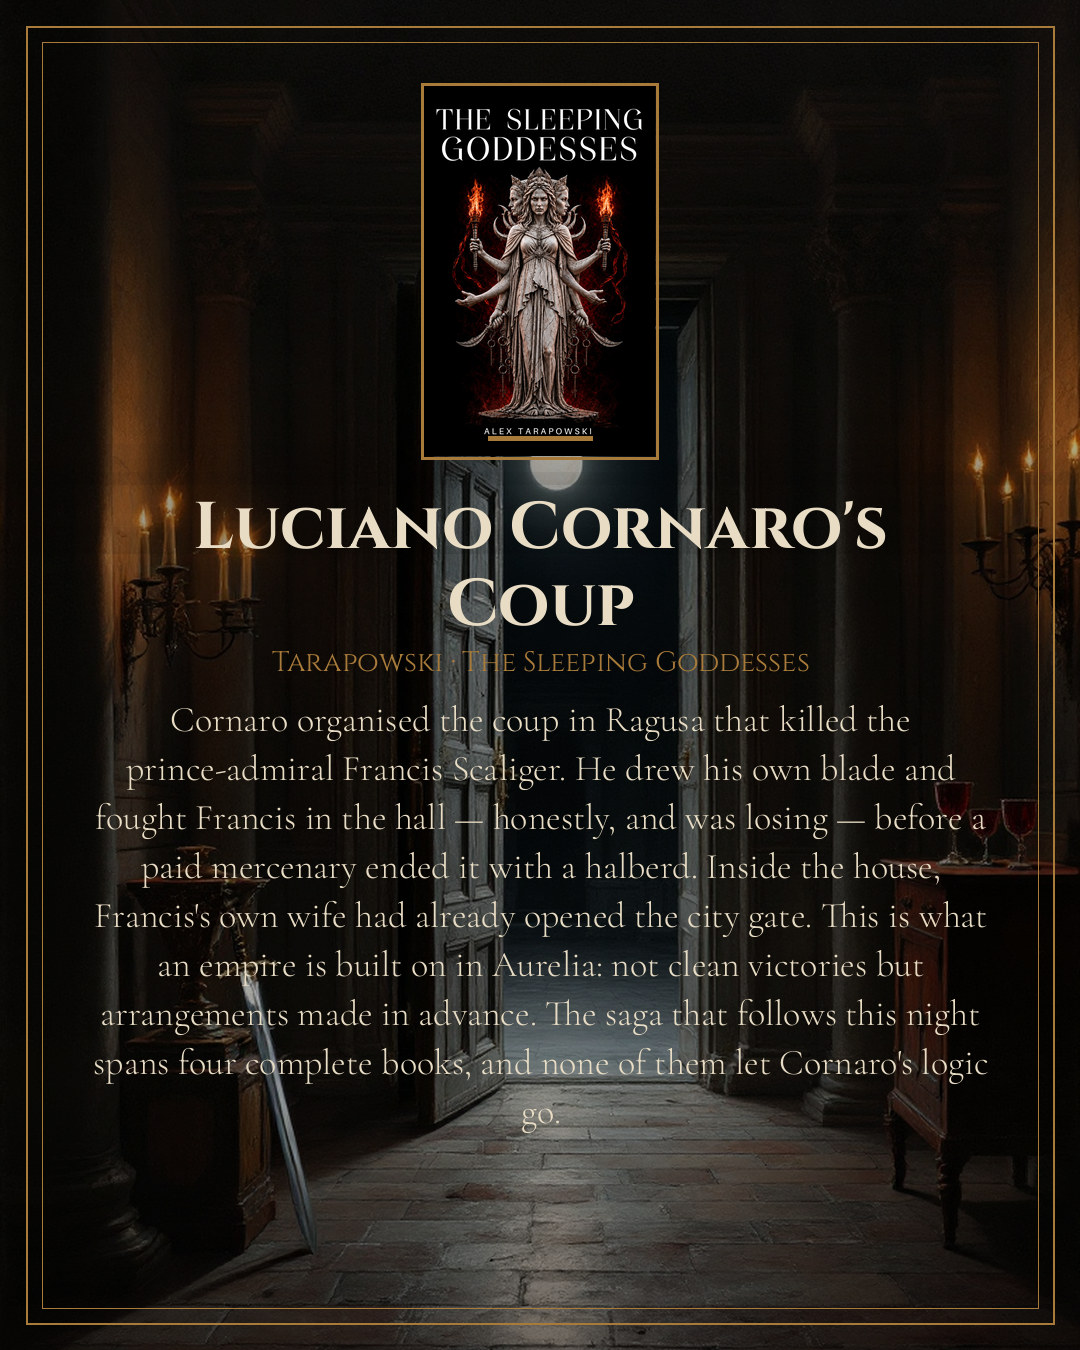 THE SLEEPING
GODDESSES
ALEX TARAPOWSKI
Luciano Cornaro's
Coup
Tarapowski · The Sleeping Goddesses
Cornaro organised the coup in Ragusa that killed the
prince-admiral Francis Scaliger. He drew his own blade and
fought Francis in the hall — honestly, and was losing — before a
paid mercenary ended it with a halberd. Inside the house,
Francis's own wife had already opened the city gate. This is what
an empire is built on in Aurelia: not clean victories but
arrangements made in advance. The saga that follows this night
spans four complete books, and none of them let Cornaro's logic
go.